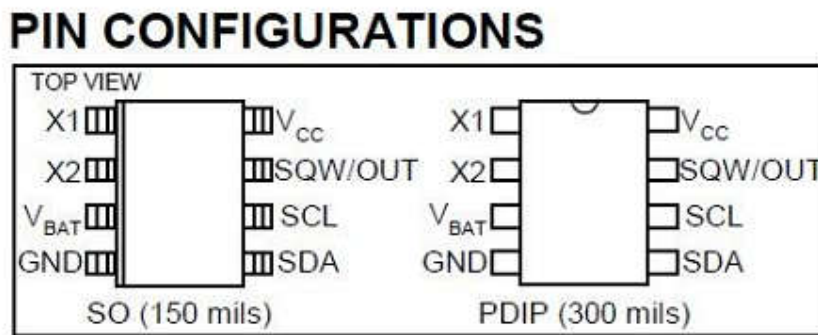 PIN CONFIGURATIONS
TOP VIEW
X1 VCC X1 VCC
X2 SQW/OUT X2 SQW/OUT
VBAT SCL VBAT SCL
GND SDA GND SDA
SO (150 mils) PDIP (300 mils)